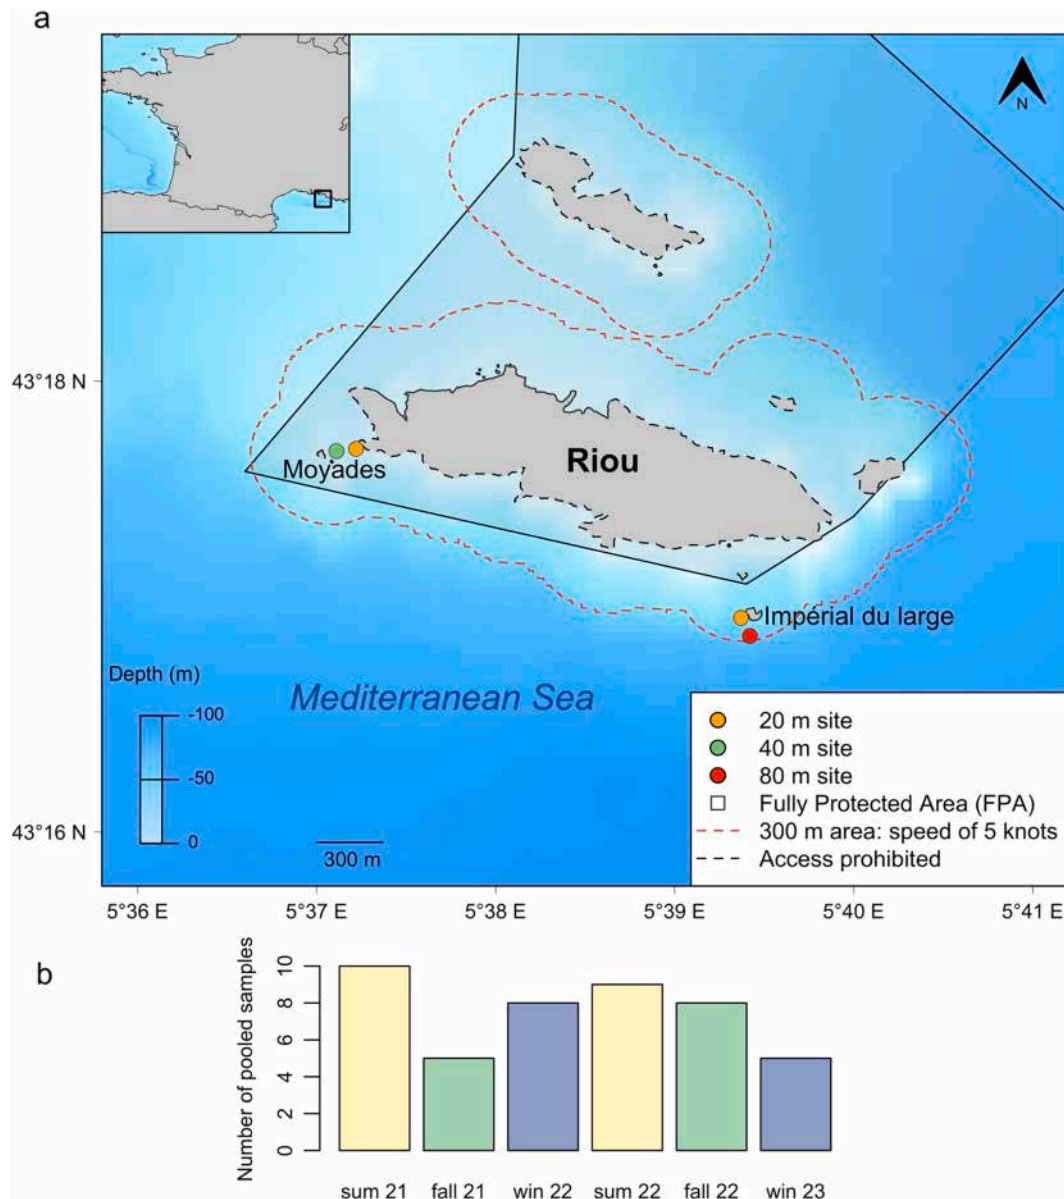 a
N
43°18 N
Riou
Moyades
Impérial du large
Depth (m)
-100
-50
0
Mediterranean Sea
300 m
20 m site
40 m site
80 m site
Fully Protected Area (FPA)
300 m area: speed of 5 knots
Access prohibited
43°16 N
5°36 E 5°37 E 5°38 E 5°39 E 5°40 E 5°41 E
b
Number of pooled samples
10
8
6
4
2
0
sum 21 fall 21 win 22 sum 22 fall 22 win 23